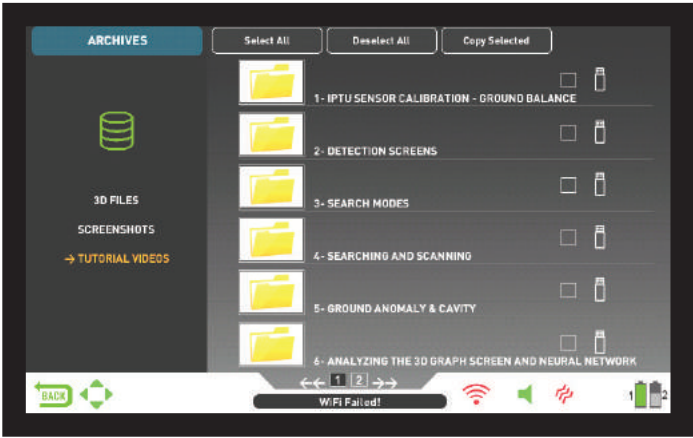 ARCHIVES
Select All
Deselect All
Copy Selected
1- IPTU SENSOR CALIBRATION - GROUND BALANCE
2- DETECTION SCREENS
3- SEARCH MODES
4- SEARCHING AND SCANNING
5- GROUND ANOMALY & CAVITY
6- ANALYZING THE 3D GRAPH SCREEN AND NEURAL NETWORK
3D FILES
SCREENSHOTS
→ TUTORIAL VIDEOS
←← 1 2 →→
WiFi Failed!
BACK
1 2